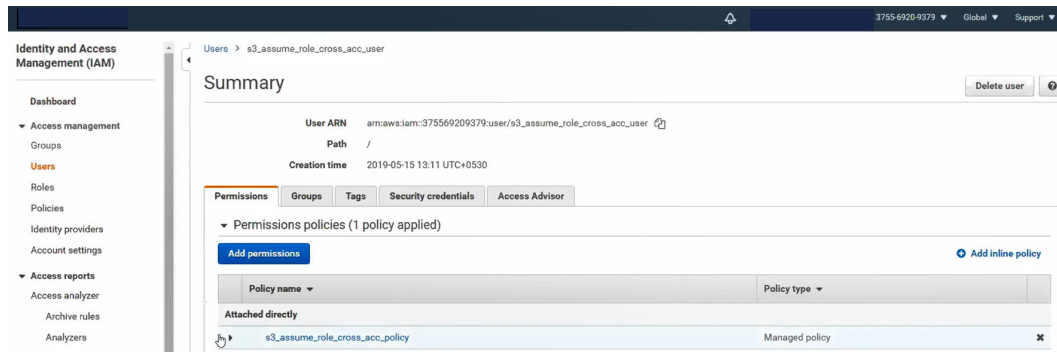 3755-6920-9379 Global Support
Identity and Access
Management (IAM)
Dashboard
Access management
Groups
Users
Roles
Policies
Identity providers
Account settings
Access reports
Access analyzer
Archive rules
Analyzers
Users > s3_assume_role_cross_acc_user
Summary
Delete user
User ARN arn:aws:iam::375569209379:user/s3_assume_role_cross_acc_user
Path /
Creation time 2019-05-15 13:11 UTC+0530
Permissions Groups Tags Security credentials Access Advisor
Permissions policies (1 policy applied)
Add permissions Add inline policy
Policy name Policy type
Attached directly
s3_assume_role_cross_acc_policy Managed policy